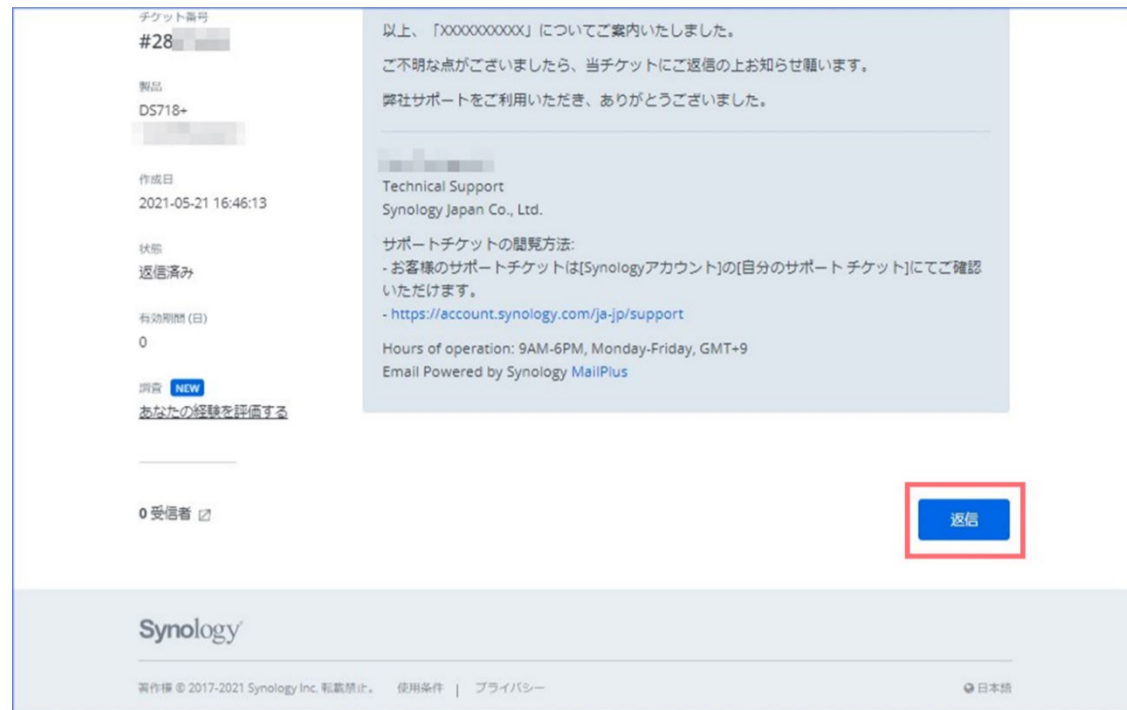 チケット番号
#28
製品
DS718+
作成日
2021-05-21 16:46:13
状態
返信済み
有効期間 (日)
0
調査 NEW
あなたの経験を評価する
0 受信者
以上、「XXXXXXXXXX」についてご案内いたしました。
ご不明な点がございましたら、当チケットにご返信の上お知らせ願います。
弊社サポートをご利用いただき、ありがとうございました。
Technical Support
Synology Japan Co., Ltd.
サポートチケットの閲覧方法:
- お客様のサポートチケットは[Synologyアカウント]の[自分のサポート チケット]にてご確認
いただけます。
- https://account.synology.com/ja-jp/support
Hours of operation: 9AM-6PM, Monday-Friday, GMT+9
Email Powered by Synology MailPlus
返信
Synology
著作権 © 2017-2021 Synology Inc. 転載禁止。 使用条件 | プライバシー
日本語